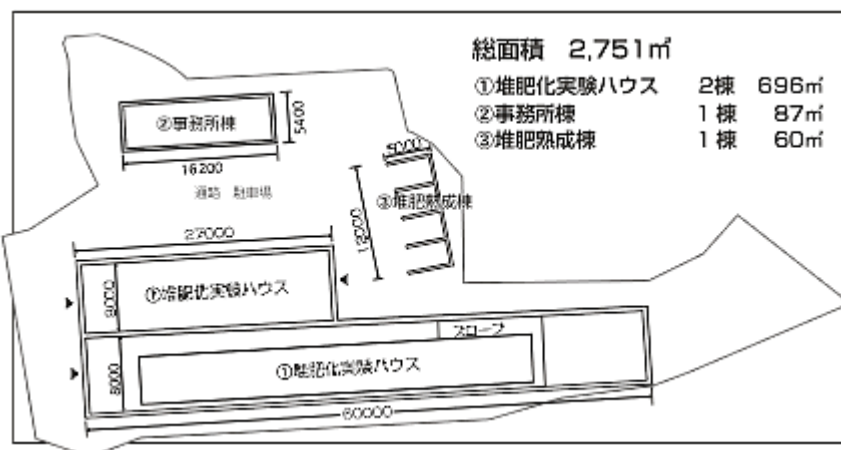 総面積 2,751㎡
①堆肥化実験ハウス 2棟 696㎡
②事務所棟 1棟 87㎡
③堆肥熟成棟 1棟 60㎡
②事務所棟
5400
16200
通路 駐車場
5000
③堆肥熟成棟
12000
27000
8000
①堆肥化実験ハウス
スロープ
8000
①堆肥化実験ハウス
60000